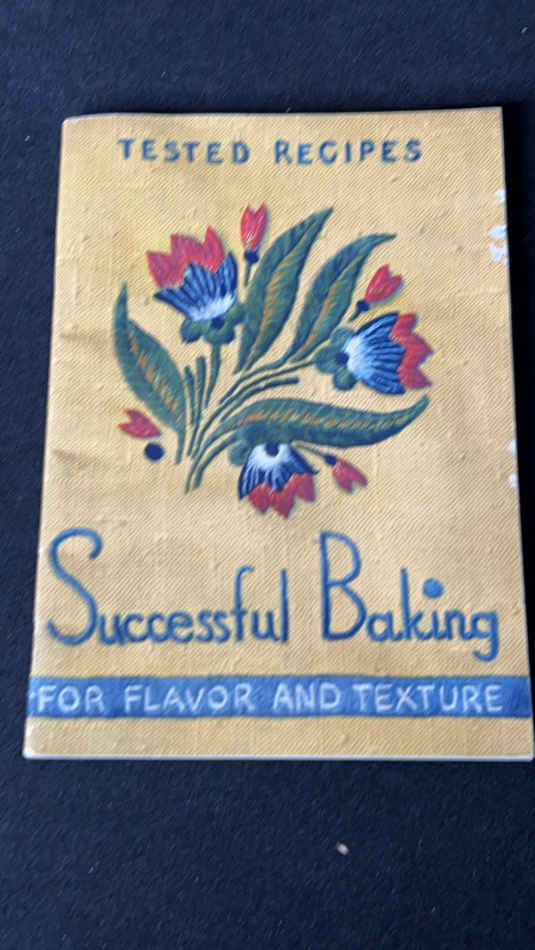 TESTED RECIPES
Successful Baking
FOR FLAVOR AND TEXTURE